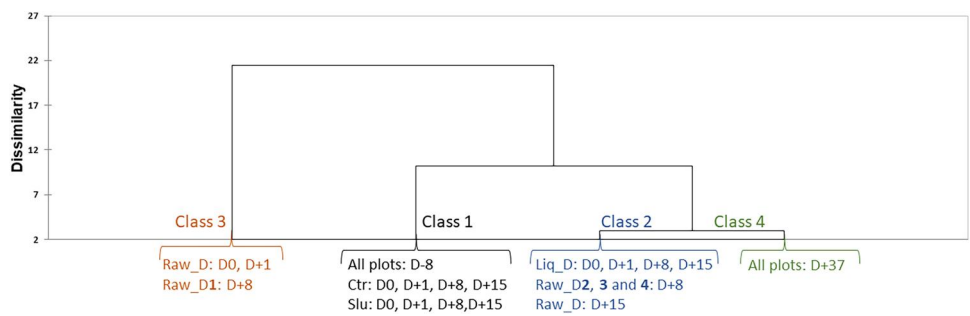 27
22
17
12
7
2
Dissimilarity
Class 3
Class 1
Class 2
Class 4
Raw_D: D0, D+1
Raw_D1: D+8
All plots: D-8
Ctr: D0, D+1, D+8, D+15
Slu: D0, D+1, D+8,D+15
Liq_D: D0, D+1, D+8, D+15
Raw_D2, 3 and 4: D+8
Raw_D: D+15
All plots: D+37